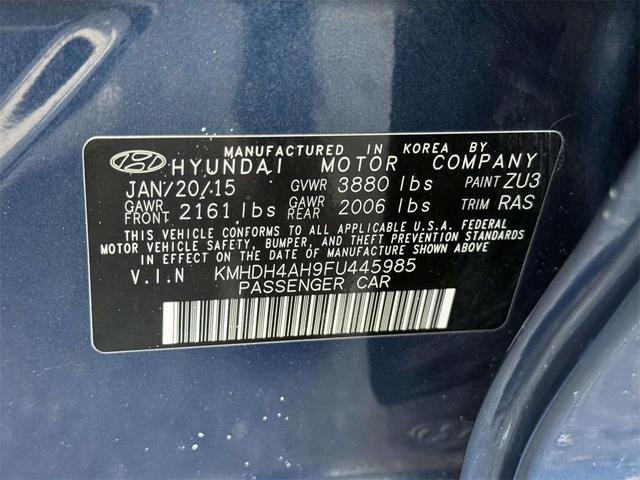 MANUFACTURED IN KOREA BY
HYUNDAI MOTOR COMPANY
JAN/20/15 GVWR 3880 lbs PAINT ZU3
GAWR FRONT 2161 lbs GAWR REAR 2006 lbs TRIM RAS
THIS VEHICLE CONFORMS TO ALL APPLICABLE U.S.A. FEDERAL
MOTOR VEHICLE SAFETY, BUMPER, AND THEFT PREVENTION STANDARDS
IN EFFECT ON THE DATE OF MANUFACTURE SHOWN ABOVE
V.I.N KMHDH4AH9FU445985
PASSENGER CAR